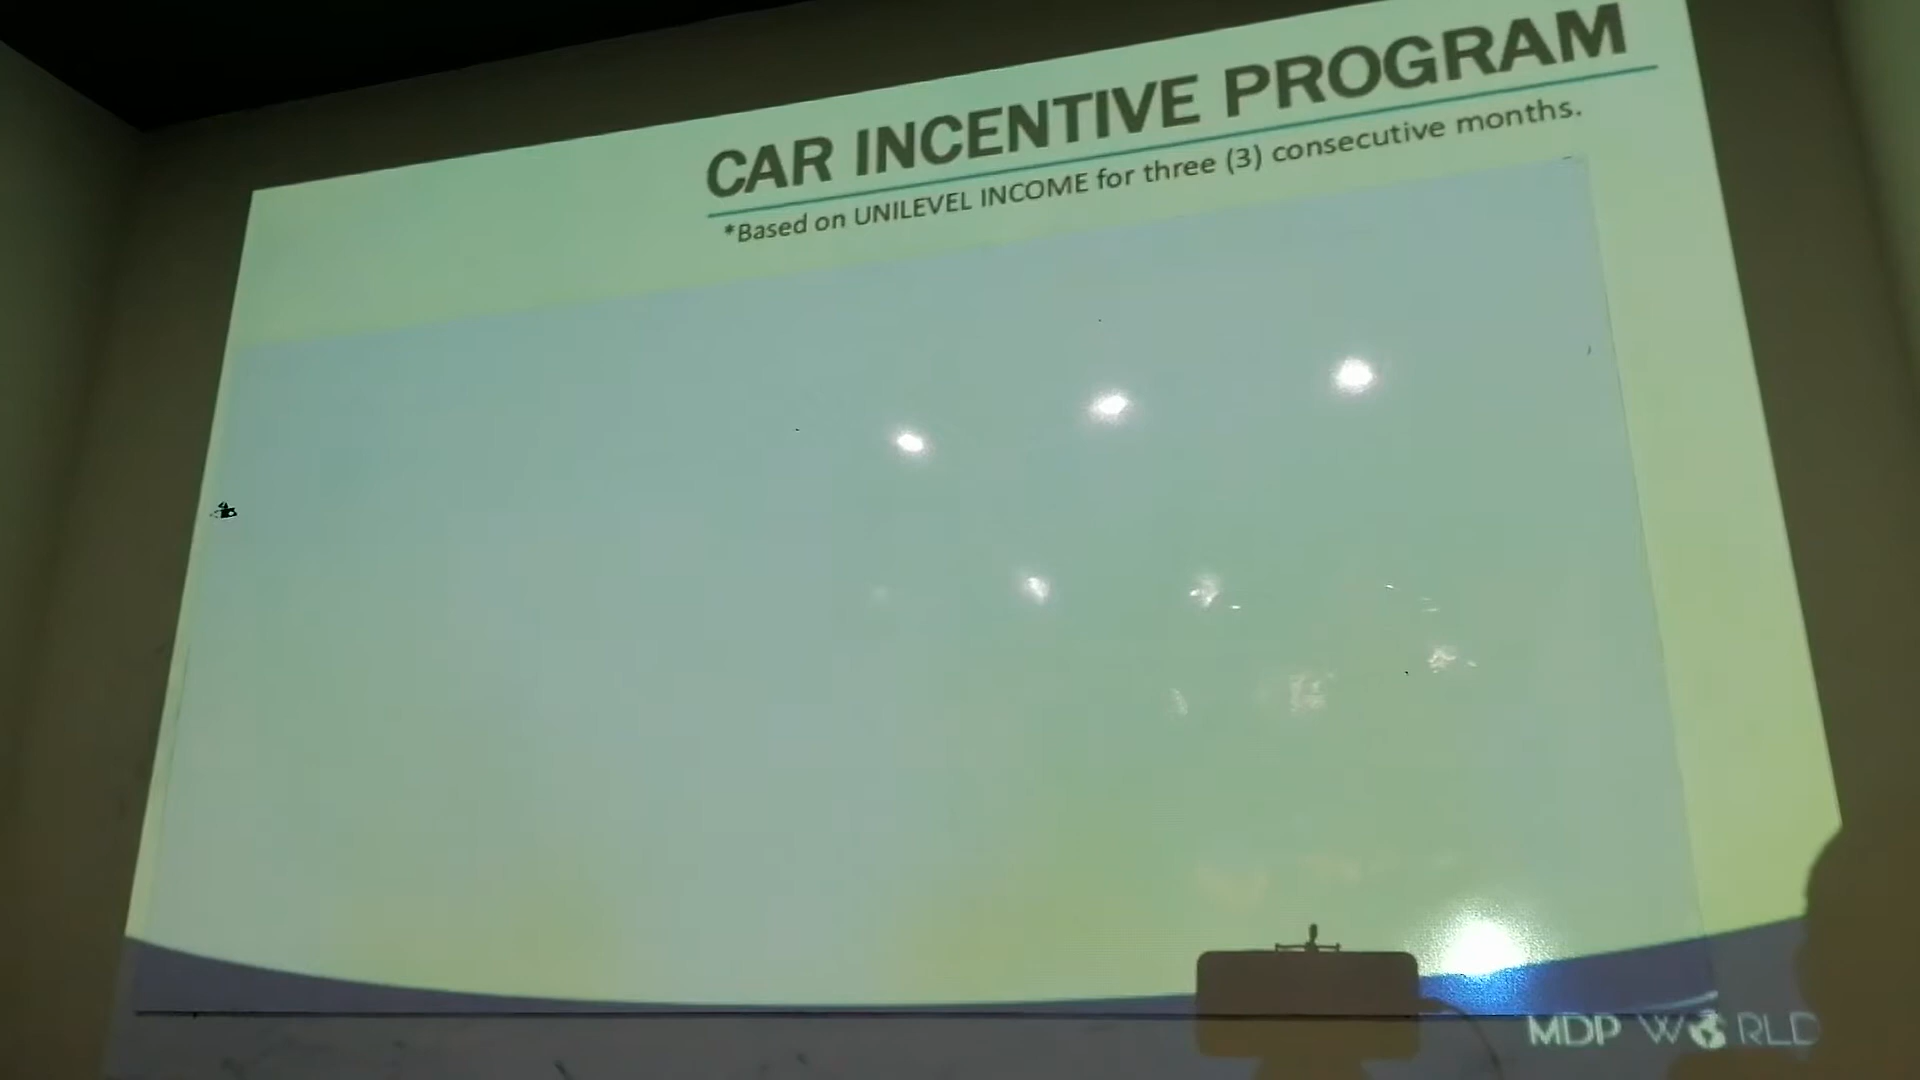 CAR INCENTIVE PROGRAM
*Based on UNILEVEL INCOME for three (3) consecutive months.
MDP WORLD